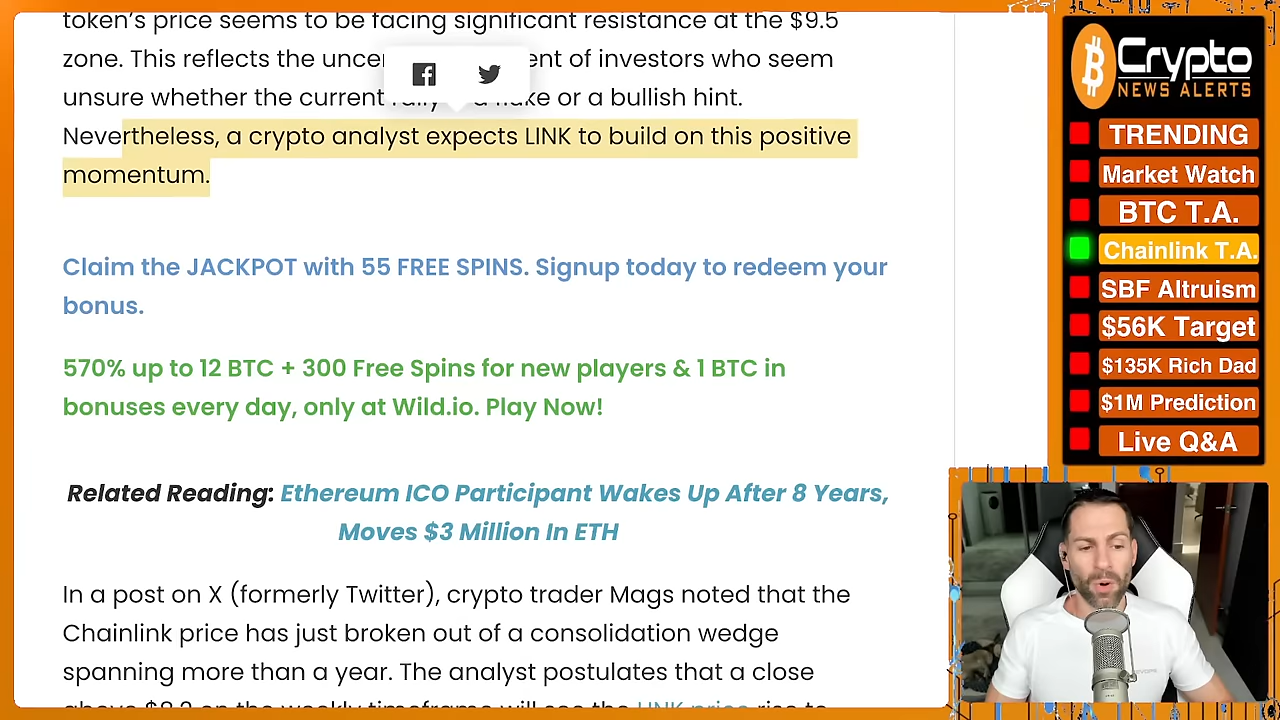 token’s price seems to be facing significant resistance at the $9.5
zone. This reflects the of investors who seem
unsure whether the current or a bullish hint.
Nevertheless, a crypto analyst expects LINK to build on this positive
momentum.
Claim the JACKPOT with 55 FREE SPINS. Signup today to redeem your
bonus.
570% up to 12 BTC + 300 Free Spins for new players & 1 BTC in
bonuses every day, only at Wild.io. Play Now!
Related Reading: Ethereum ICO Participant Wakes Up After 8 Years,
Moves $3 Million In ETH
In a post on X (formerly Twitter), crypto trader Mags noted that the
Chainlink price has just broken out of a consolidation wedge
spanning more than a year. The analyst postulates that a close
Crypto
NEWS ALERTS
TRENDING
Market Watch
BTC T.A.
Chainlink T.A.
SBF Altruism
$56K Target
$135K Rich Dad
$1M Prediction
Live Q&A